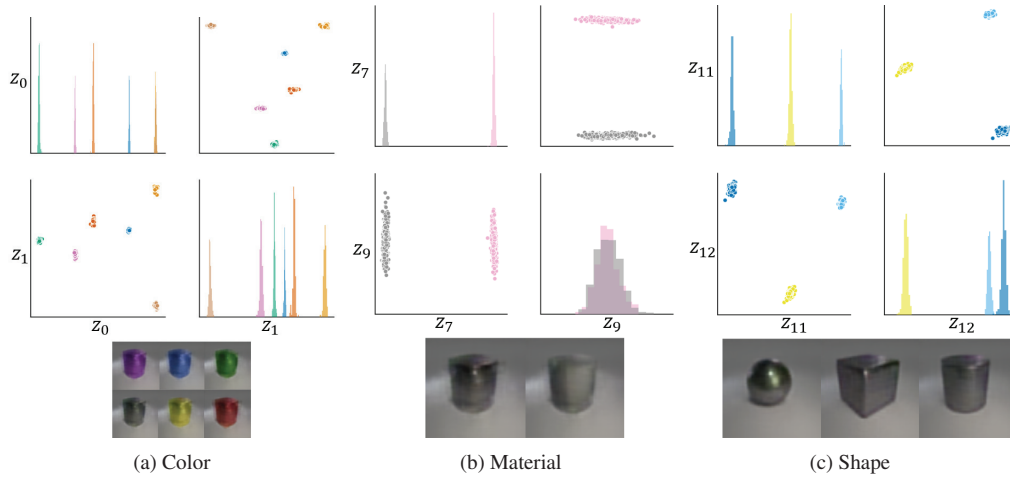 z0
z1
z0
z1
(a) Color
z7
z9
z7
z9
(b) Material
z11
z12
z11
z12
(c) Shape